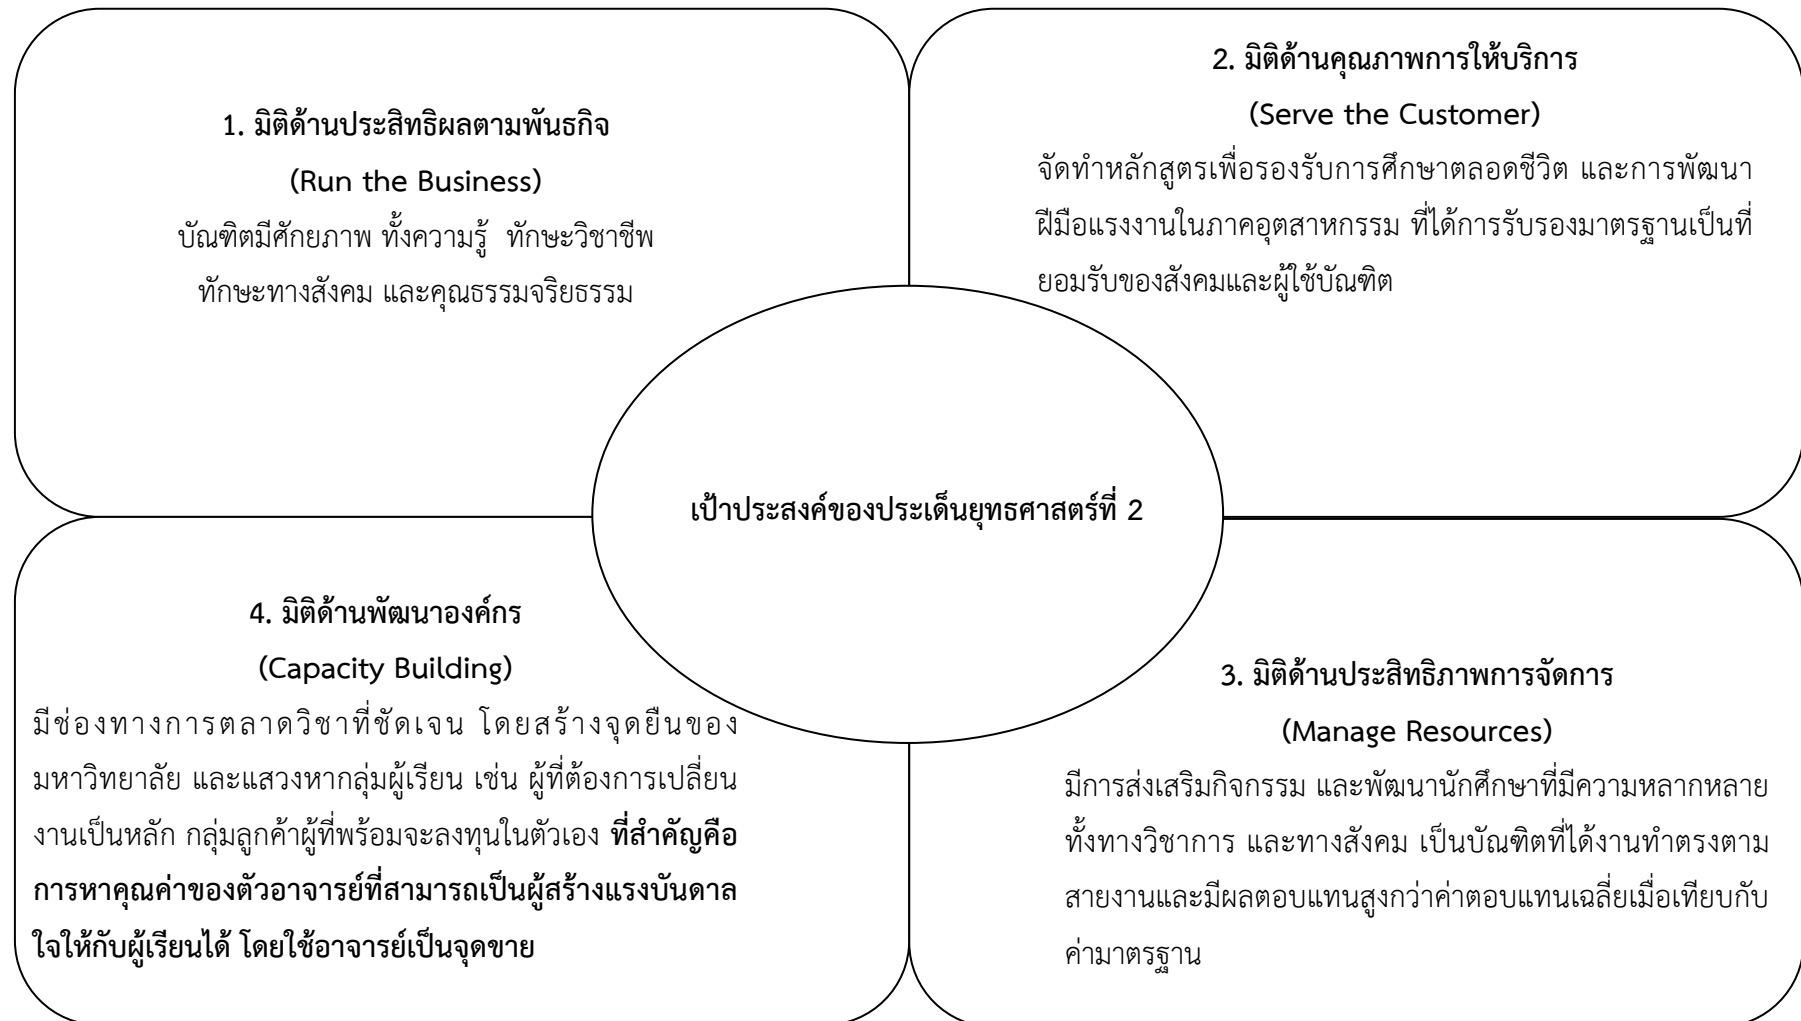 1. มิติด้านประสิทธิผลตามพันธกิจ
(Run the Business)
บัณฑิตมีศักยภาพ ทั้งความรู้ ทักษะวิชาชีพ
ทักษะทางสังคม และคุณธรรมจริยธรรม
2. มิติด้านคุณภาพการให้บริการ
(Serve the Customer)
จัดทำหลักสูตรเพื่อรองรับการศึกษาตลอดชีวิต และการพัฒนา
ฝีมือแรงงานในภาคอุตสาหกรรม ที่ได้การรับรองมาตรฐานเป็นที่
ยอมรับของสังคมและผู้ใช้บัณฑิต
เป้าประสงค์ของประเด็นยุทธศาสตร์ที่ 2
4. มิติด้านพัฒนาองค์กร
(Capacity Building)
มีช่องทางการตลาดวิชาที่ชัดเจน โดยสร้างจุดยืนของ
มหาวิทยาลัย และแสวงหากลุ่มผู้เรียน เช่น ผู้ที่ต้องการเปลี่ยน
งานเป็นหลัก กลุ่มลูกค้าผู้ที่พร้อมจะลงทุนในตัวเอง ที่สำคัญคือ
การหาคุณค่าของตัวอาจารย์ที่สามารถเป็นผู้สร้างแรงบันดาล
ใจให้กับผู้เรียนได้ โดยใช้อาจารย์เป็นจุดขาย
3. มิติด้านประสิทธิภาพการจัดการ
(Manage Resources)
มีการส่งเสริมกิจกรรม และพัฒนานักศึกษาที่มีความหลากหลาย
ทั้งทางวิชาการ และทางสังคม เป็นบัณฑิตที่ได้งานทำตรงตาม
สายงานและมีผลตอบแทนสูงกว่าค่าตอบแทนเฉลี่ยเมื่อเทียบกับ
ค่ามาตรฐาน